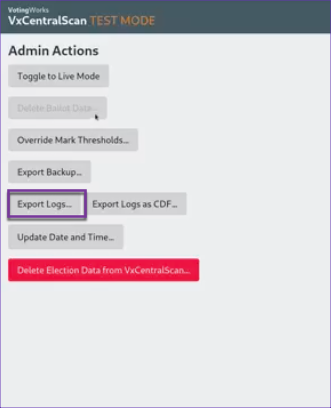 VotingWorks
VxCentralScan TEST MODE
Admin Actions
Toggle to Live Mode
Delete Ballot Data...
Override Mark Thresholds...
Export Backup...
Export Logs... Export Logs as CDF...
Update Date and Time...
Delete Election Data from VxCentralScan...